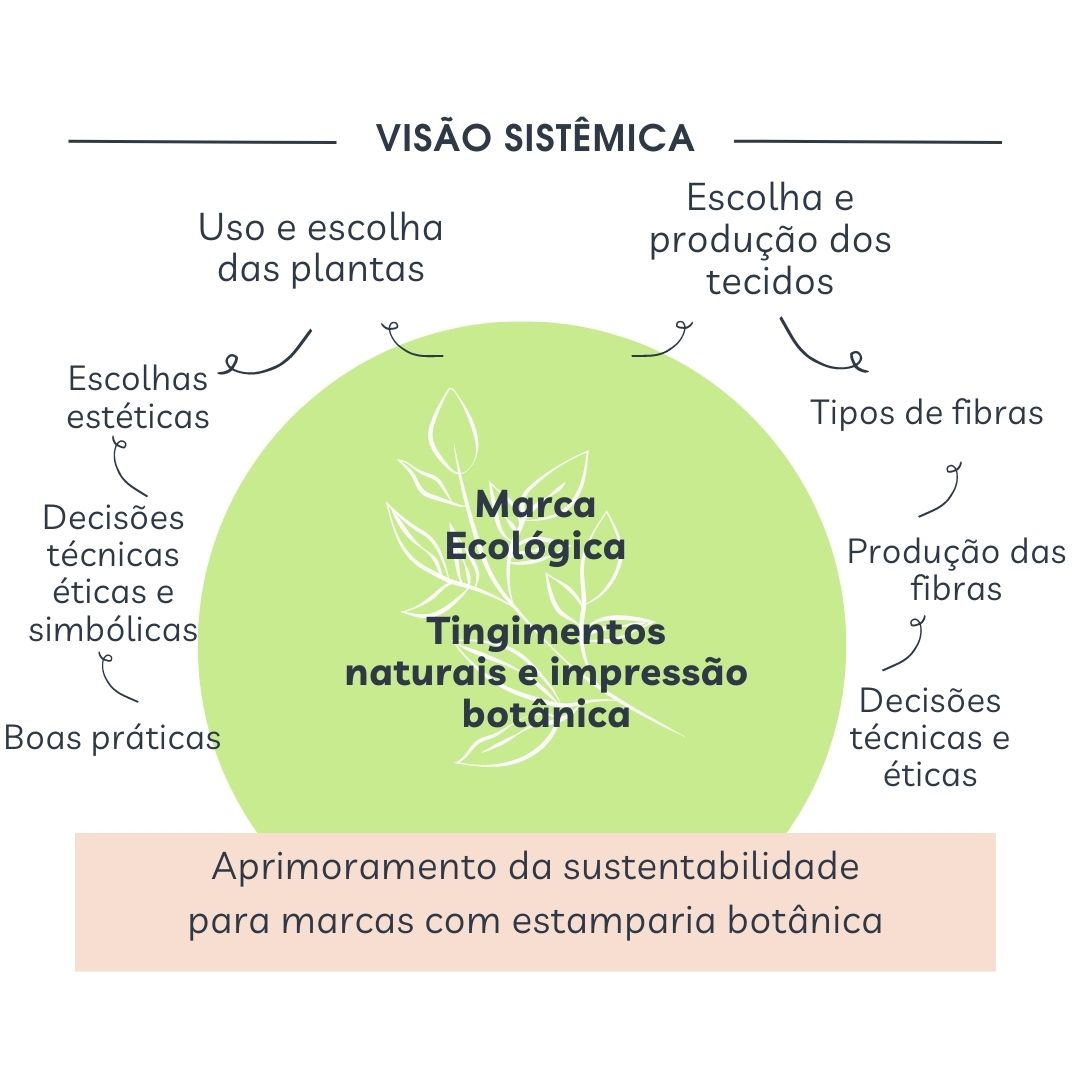 VISÃO SISTÊMICA
Uso e escolha
das plantas
Escolha e
produção dos
tecidos
Escolhas
estéticas
Decisões
técnicas
éticas e
simbólicas
Boas práticas
Marca
Ecológica
Tingimentos
naturais e impressão
botânica
Tipos de fibras
Produção das
fibras
Decisões
técnicas e
éticas
Aprimoramento da sustentabilidade
para marcas com estamparia botânica